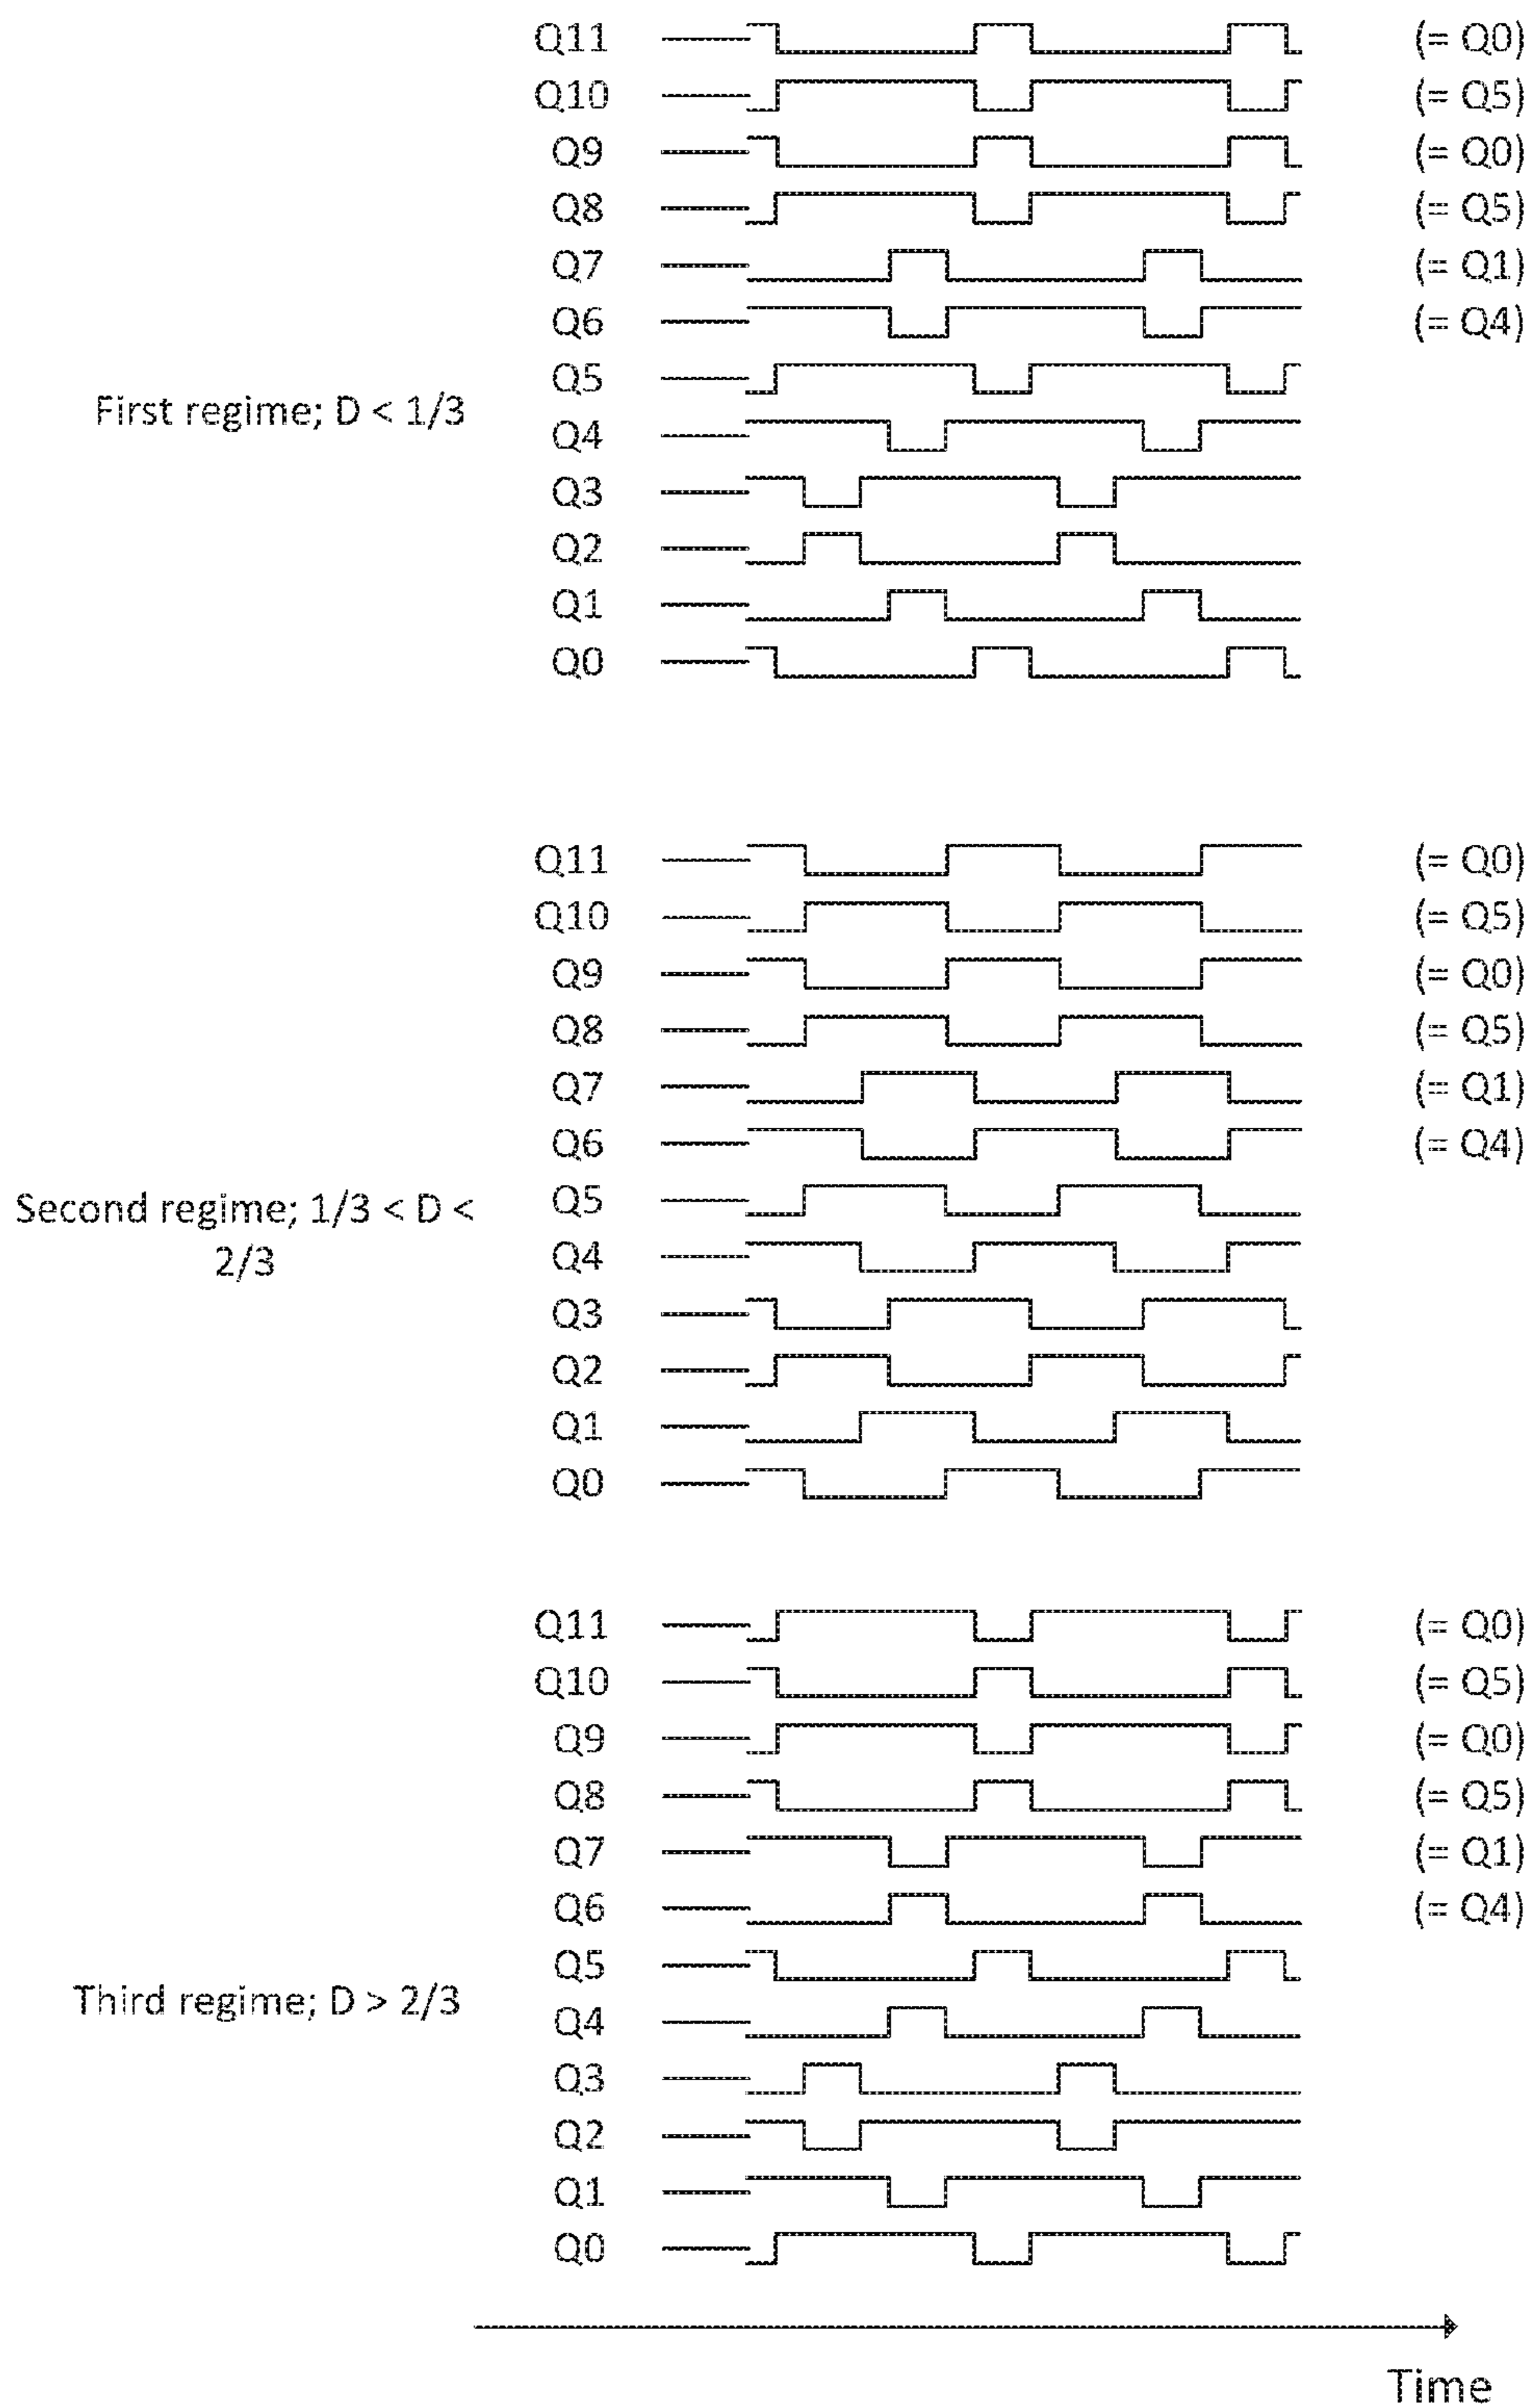 Q11 (= Q0)
Q10 (= Q5)
Q9 (= Q0)
Q8 (= Q5)
Q7 (= Q1)
Q6 (= Q4)
Q5
First regime; D < 1/3
Q4
Q3
Q2
Q1
Q0
Q11 (= Q0)
Q10 (= Q5)
Q9 (= Q0)
Q8 (= Q5)
Q7 (= Q1)
Q6 (= Q4)
Q5
Second regime; 1/3 < D <
2/3
Q4
Q3
Q2
Q1
Q0
Q11 (= Q0)
Q10 (= Q5)
Q9 (= Q0)
Q8 (= Q5)
Q7 (= Q1)
Q6 (= Q4)
Q5
Third regime; D > 2/3
Q4
Q3
Q2
Q1
Q0
Time